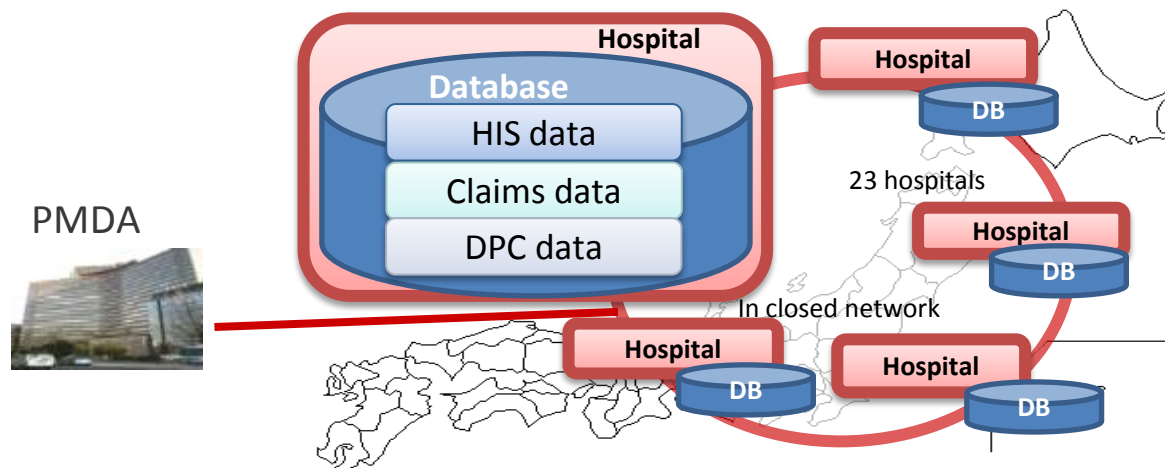 Hospital
Database
HIS data
Claims data
DPC data
PMDA
Hospital
DB
23 hospitals
Hospital
DB
In closed network
Hospital
DB
Hospital
DB